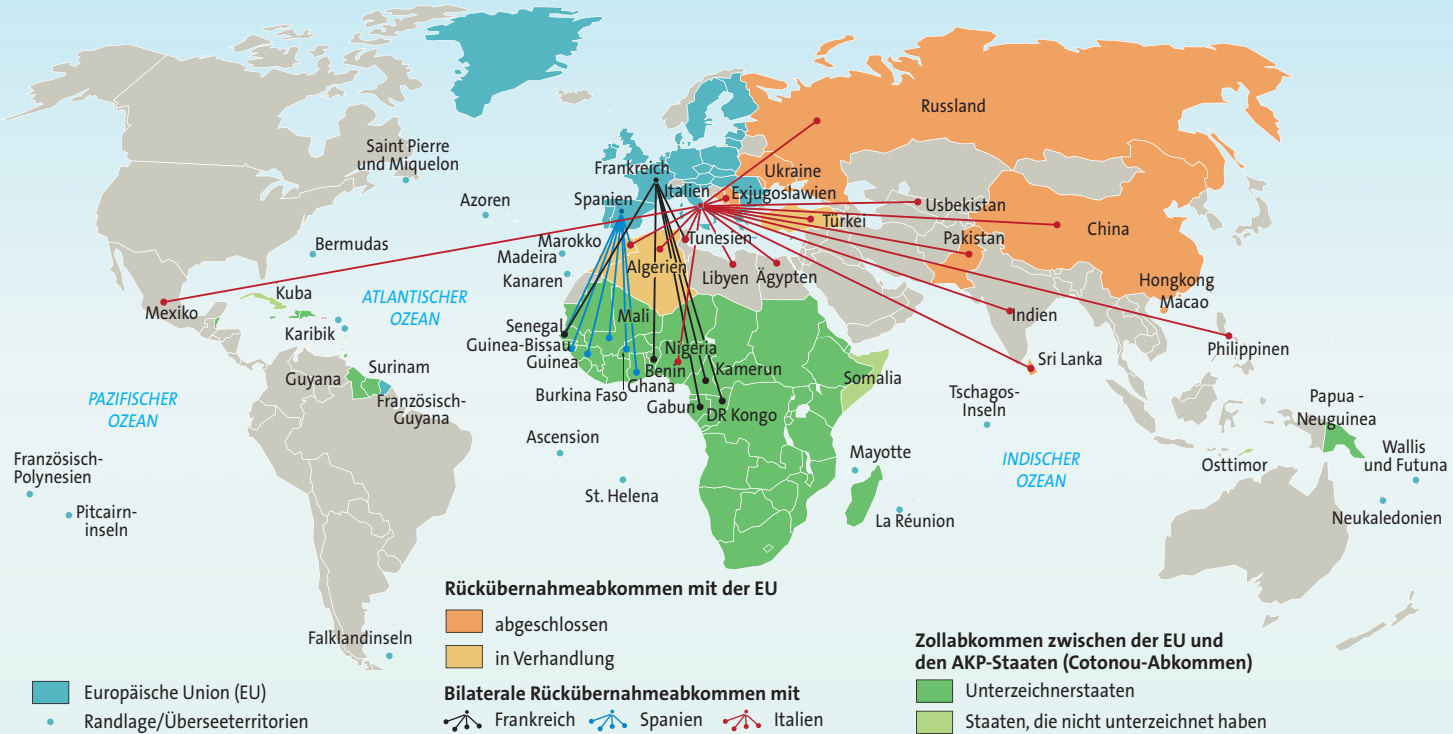 Russland
Saint Pierre
und Miquelon
Frankreich
Ukraine
Italien
Exjugoslawien
Azoren
Spanien
Usbekistan
Türkei
China
Bermudas
Marokko
Tunesien
Pakistan
Madeira
Algerien
Libyen
Ägypten
Kanaren
Hongkong
Macao
Kuba
ATLANTISCHER
OZEAN
Mexiko
Karibik
Mali
Indien
Senegal
Guinea-Bissau
Guinea
Nigeria
Philippinen
Sri Lanka
Surinam
Guyana
Benin
Kamerun
Somalia
Burkina Faso
Ghana
Tschagos-
Inseln
Französisch-
Guyana
Gabun
DR Kongo
PAZIFISCHER
OZEAN
Papua -
Neuguinea
Ascension
Mayotte
INDISCHER
OZEAN
Osttimor
Wallis
und Futuna
Französisch-
Polynesien
St. Helena
Pitcairn-
inseln
La Réunion
Neukaledonien
Falklandinseln
Rückübernahmeabkommen mit der EU
abgeschlossen
in Verhandlung
Europäische Union (EU)
Randlage/Überseeterritorien
Bilaterale Rückübernahmeabkommen mit
Frankreich Spanien Italien
Zollabkommen zwischen der EU und
den AKP-Staaten (Cotonou-Abkommen)
Unterzeichnerstaaten
Staaten, die nicht unterzeichnet haben